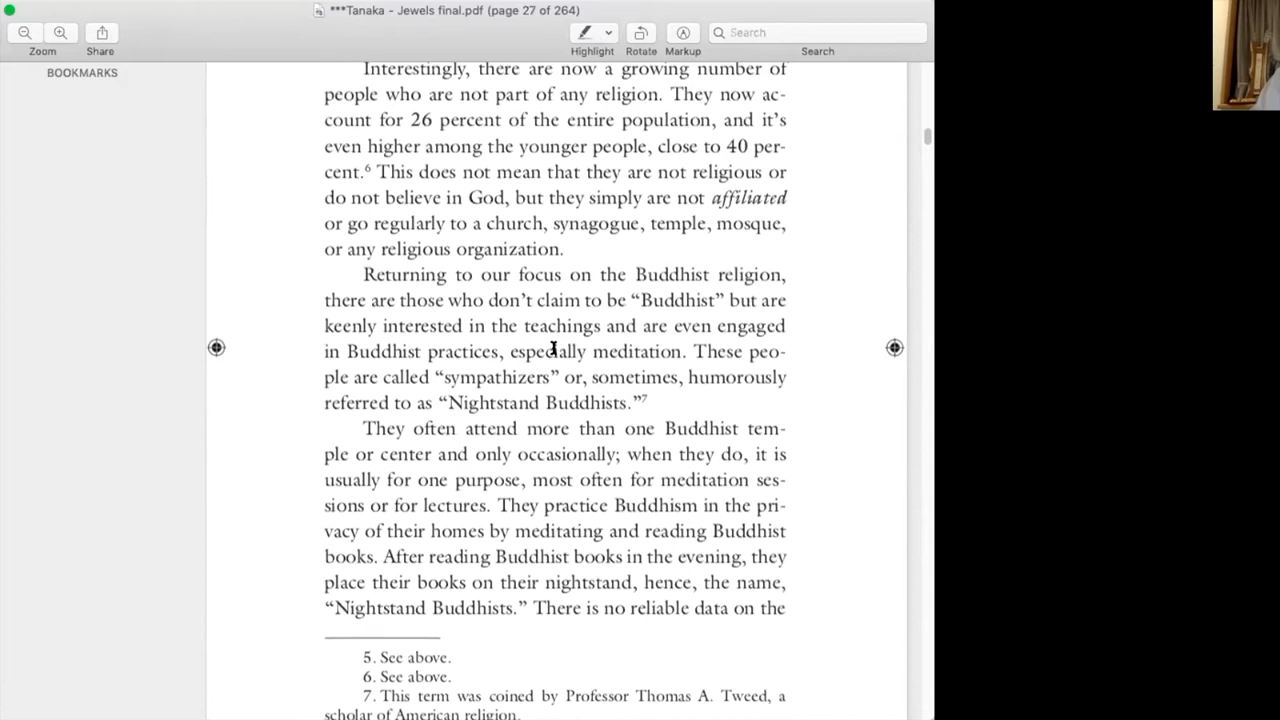 ***Tanaka - Jewels final.pdf (page 27 of 264)
Search
Zoom
Share
Highlight
Rotate
Markup
Search
BOOKMARKS
Interestingly, there are now a growing number of
people who are not part of any religion. They now ac-
count for 26 percent of the entire population, and it’s
even higher among the younger people, close to 40 per-
cent.6 This does not mean that they are not religious or
do not believe in God, but they simply are not affiliated
or go regularly to a church, synagogue, temple, mosque,
or any religious organization.
Returning to our focus on the Buddhist religion,
there are those who don’t claim to be “Buddhist” but are
keenly interested in the teachings and are even engaged
in Buddhist practices, especially meditation. These peo-
ple are called “sympathizers” or, sometimes, humorously
referred to as “Nightstand Buddhists.”7
They often attend more than one Buddhist tem-
ple or center and only occasionally; when they do, it is
usually for one purpose, most often for meditation ses-
sions or for lectures. They practice Buddhism in the pri-
vacy of their homes by meditating and reading Buddhist
books. After reading Buddhist books in the evening, they
place their books on their nightstand, hence, the name,
“Nightstand Buddhists.” There is no reliable data on the
5. See above.
6. See above.
7. This term was coined by Professor Thomas A. Tweed, a
scholar of American religion.